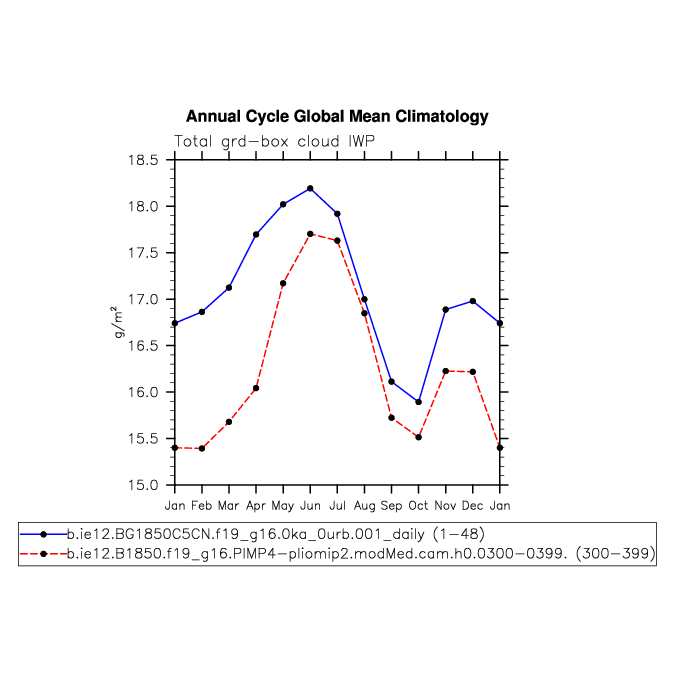 Annual Cycle Global Mean Climatology
Total grd-box cloud IWP
18.5
18.0
17.5
17.0
16.5
16.0
15.5
15.0
g/m²
Jan Feb Mar Apr May Jun Jul Aug Sep Oct Nov Dec Jan
b.ie12.BG1850C5CN.f19_g16.0ka_0urb.001_daily (1-48)
b.ie12.B1850.f19_g16.PIMP4-pliomip2.modMed.cam.h0.0300-0399. (300-399)